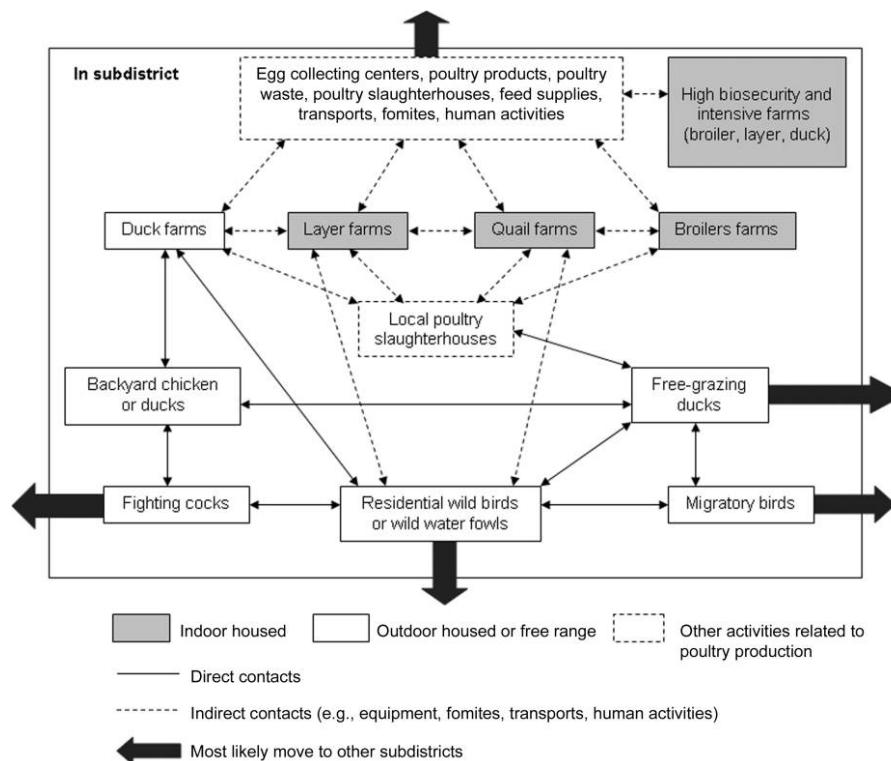 In subdistrict
Egg collecting centers, poultry products, poultry
waste, poultry slaughterhouses, feed supplies,
transports, fomites, human activities
High biosecurity and
intensive farms
(broiler, layer, duck)
Duck farms
Layer farms
Quail farms
Broilers farms
Local poultry
slaughterhouses
Backyard chicken
or ducks
Free-grazing
ducks
Fighting cocks
Residential wild birds
or wild water fowls
Migratory birds
Indoor housed
Outdoor housed or free range
Other activities related to
poultry production
Direct contacts
Indirect contacts (e.g., equipment, fomites, transports, human activities)
Most likely move to other subdistricts